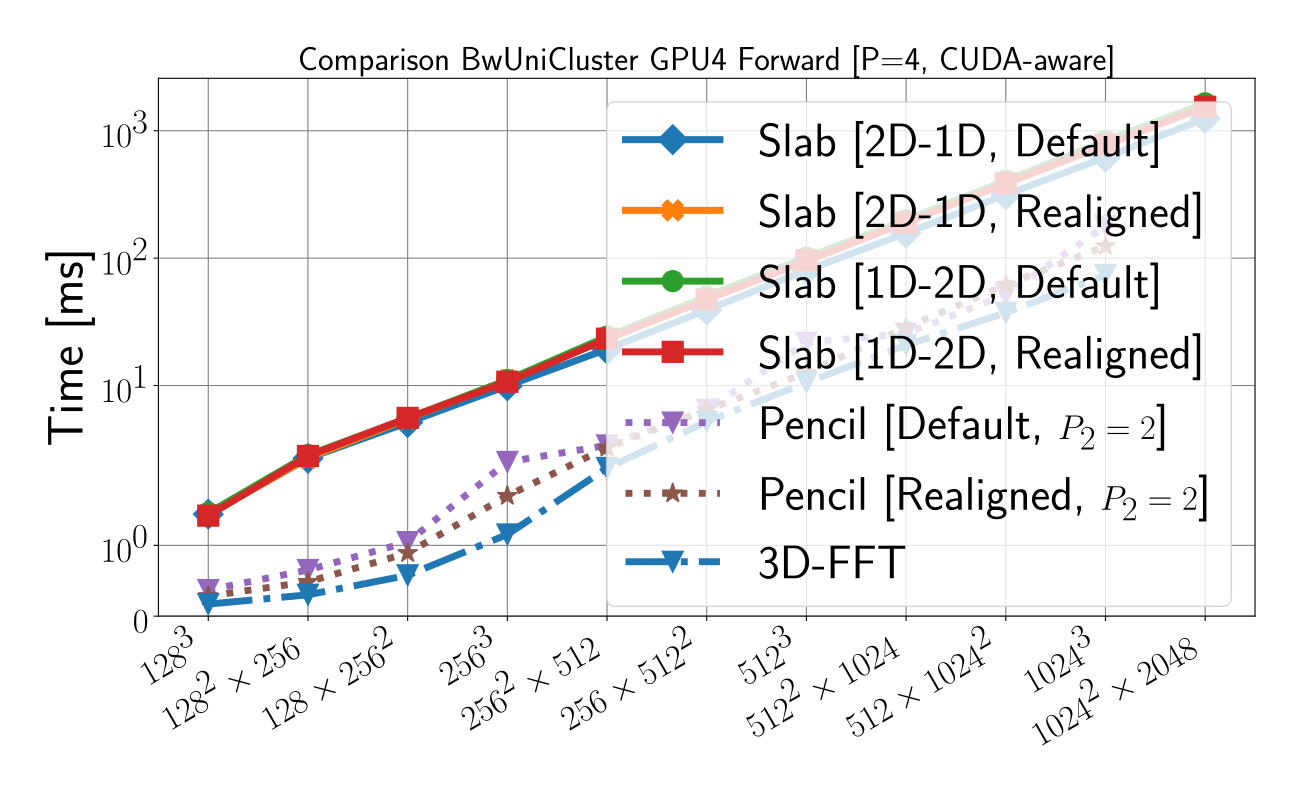 Comparison BwUniCluster GPU4 Forward [P=4, CUDA-aware]
Time [ms]
10³
10²
10¹
10⁰
0
Slab [2D-1D, Default]
Slab [2D-1D, Realigned]
Slab [1D-2D, Default]
Slab [1D-2D, Realigned]
Pencil [Default, P₂ = 2]
Pencil [Realigned, P₂ = 2]
3D-FFT
128³
128² × 256
128 × 256²
256³
256² × 512
256 × 512²
512³
512² × 1024
512 × 1024²
1024³
1024² × 2048